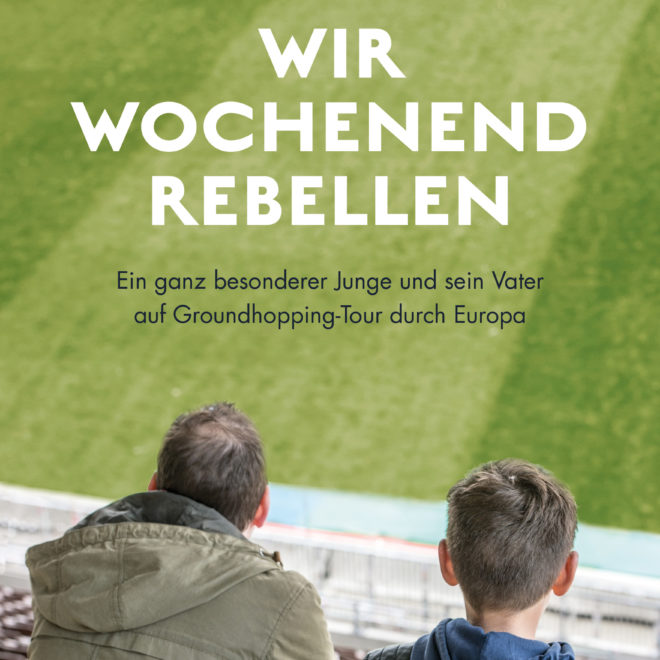 WIR
WOCHENEND
REBELLEN
Ein ganz besonderer Junge und sein Vater
auf Groundhopping-Tour durch Europa